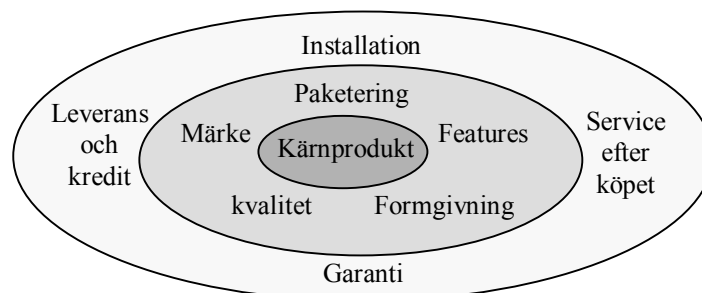 Installation
Paketering
Leverans
och
kredit
Märke
Kärnprodukt
Features
Service
efter
köpet
kvalitet
Formgivning
Garanti